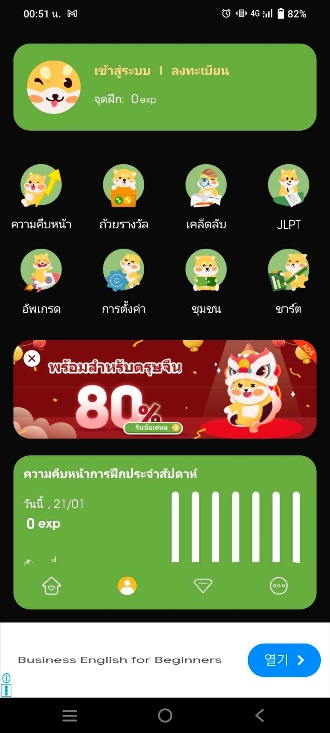 00:51 น.
4G 82%
เข้าสู่ระบบ | ลงทะเบียน
จุดฝึก: 0 exp
ความคืบหน้า ถ้วยรางวัล เคล็ดลับ JLPT
อัพเกรด การตั้งค่า ชุมชน ชาร์ต
ADS
พร้อมสำหรับตรุษจีน
80%
รับข้อเสนอ
ความคืบหน้าการฝึกประจำสัปดาห์
วันนี้ , 21/01
0 exp
Business English for Beginners
열기